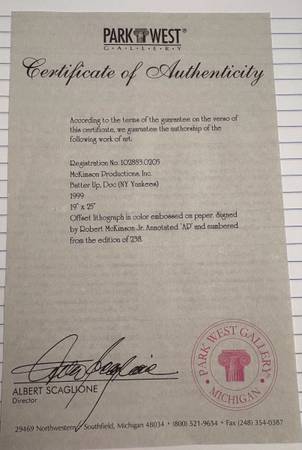 PARK WEST®
GALLERY
Certificate of Authenticity
According to the terms of the guarantee on the verso of
this certificate, we guarantee the authorship of the
following work of art:
Registration No. 102883.0205
McKimson Productions, Inc.
Batter Up, Doc (NY Yankees)
1999
19" x 25"
Offset lithograph is color embossed on paper. Signed
by Robert McKimson Jr. Annotated 'AP' and numbered
from the edition of 238.
ALBERT SCAGLIONE
Director
PARK WEST GALLERY®
MICHIGAN
29469 Northwestern Southfield, Michigan 48034 • (800) 521-9654 • Fax (248) 354-0387